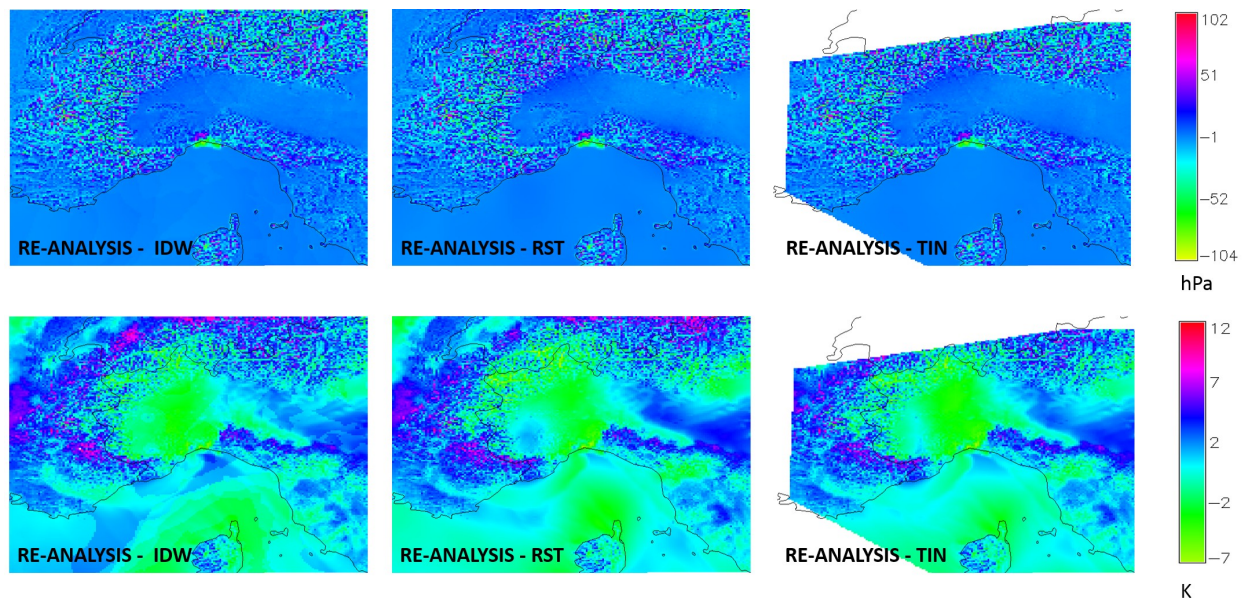 102
51
-1
-52
-104
RE-ANALYSIS - IDW
RE-ANALYSIS - RST
RE-ANALYSIS - TIN
hPa
12
7
2
-2
-7
RE-ANALYSIS - IDW
RE-ANALYSIS - RST
RE-ANALYSIS - TIN
K